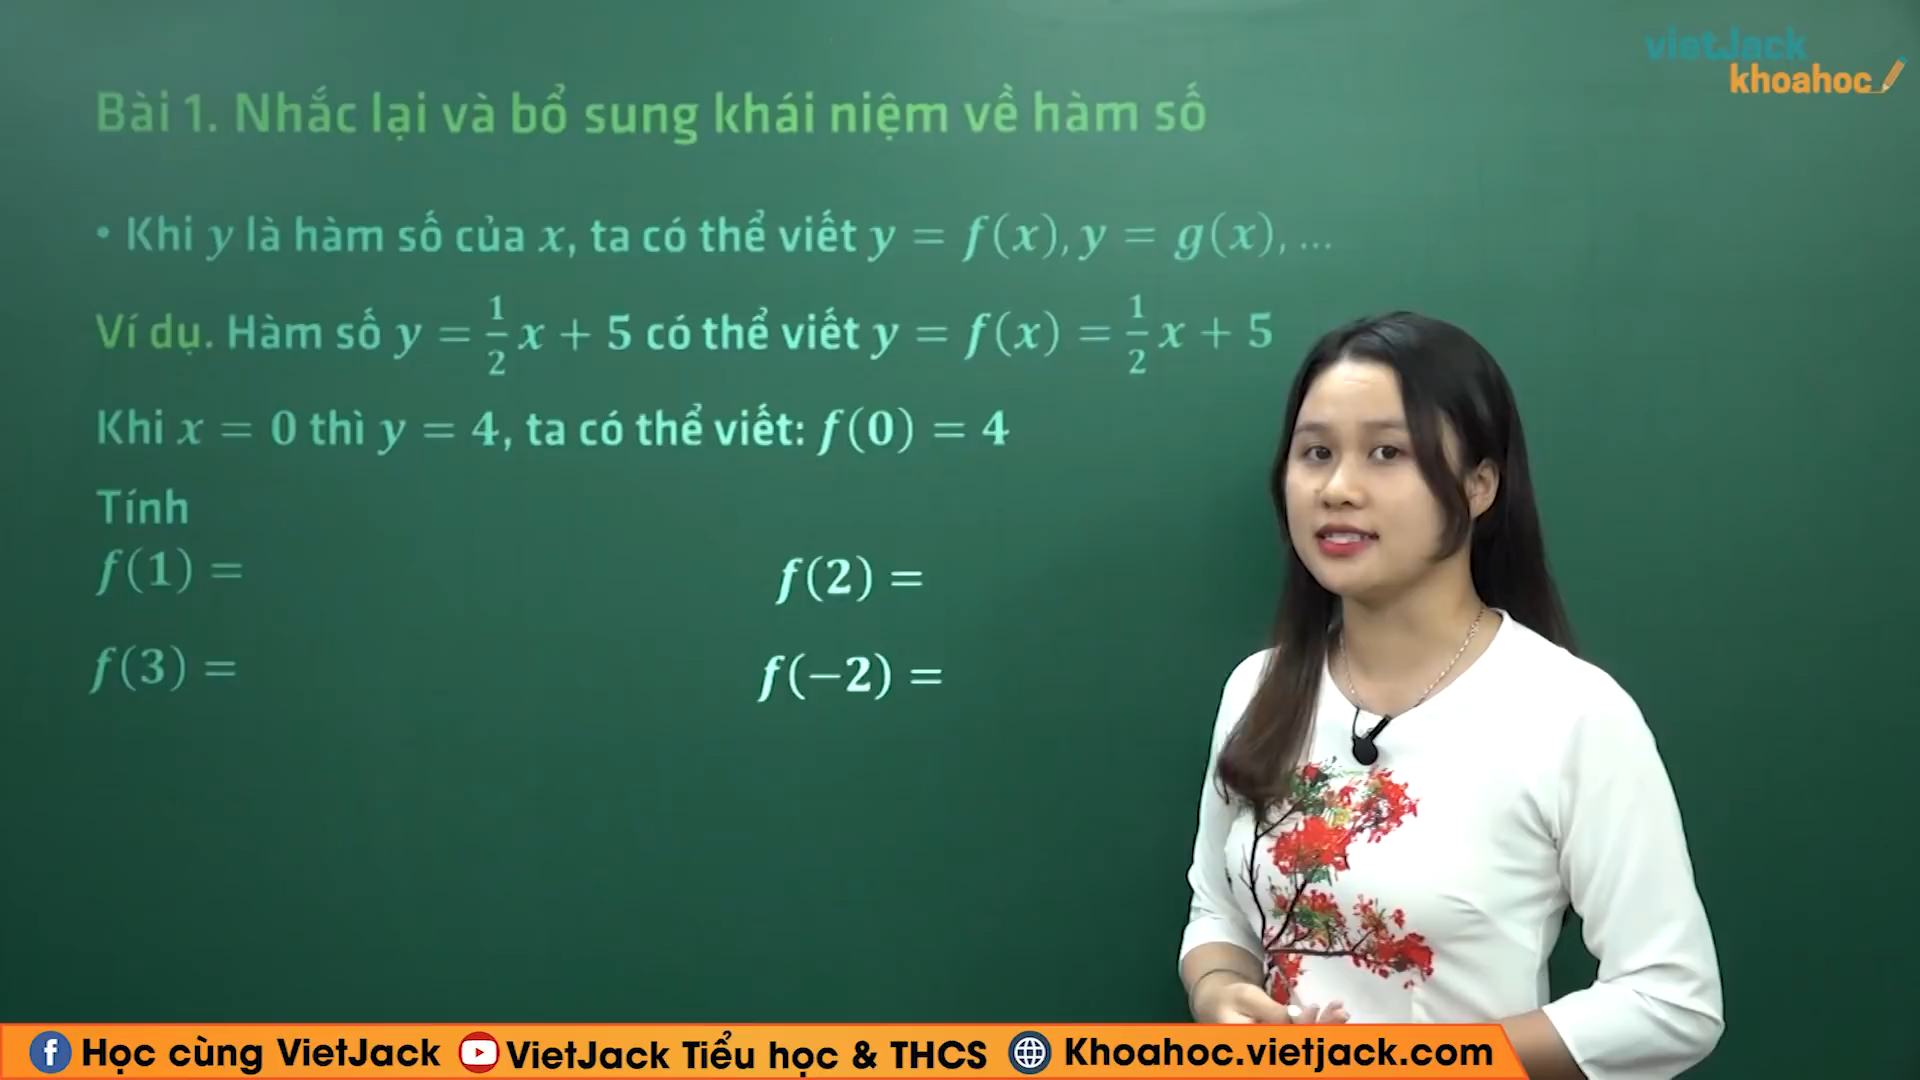 vietJack
khoahoc
Bài 1. Nhắc lại và bổ sung khái niệm về hàm số
• Khi y là hàm số của x, ta có thể viết y = f(x), y = g(x), ...
Ví dụ. Hàm số y = 1/2 x + 5 có thể viết y = f(x) = 1/2 x + 5
Khi x = 0 thì y = 4, ta có thể viết: f(0) = 4
Tính
f(1) = f(2) =
f(3) = f(−2) =
Học cùng VietJack VietJack Tiểu học & THCS Khoahoc.vietjack.com